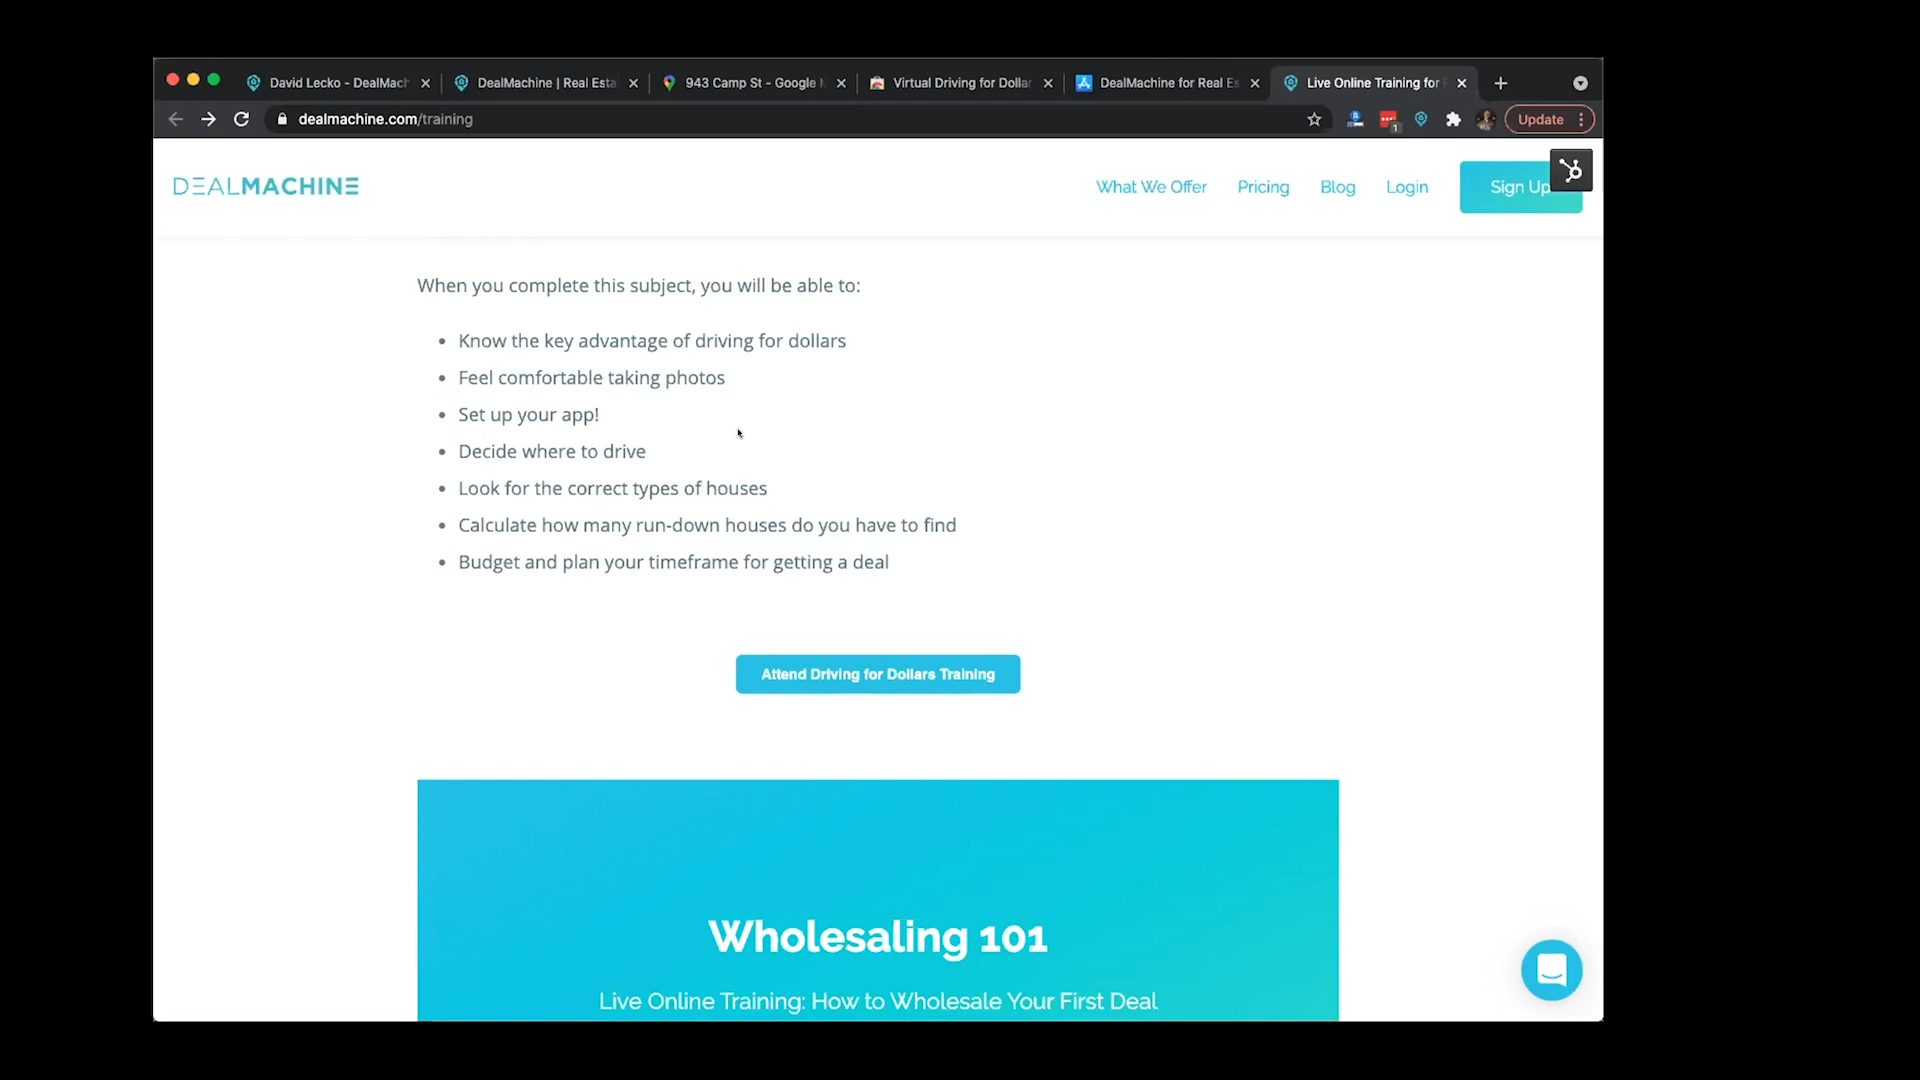 David Lecko - DealMach
DealMachine | Real Esta
943 Camp St - Google
Virtual Driving for Dollar
DealMachine for Real Es
Live Online Training for
dealmachine.com/training
1
Update
DEALMACHINE
What We Offer
Pricing
Blog
Login
Sign Up
When you complete this subject, you will be able to:
• Know the key advantage of driving for dollars
• Feel comfortable taking photos
• Set up your app!
• Decide where to drive
• Look for the correct types of houses
• Calculate how many run-down houses do you have to find
• Budget and plan your timeframe for getting a deal
Attend Driving for Dollars Training
Wholesaling 101
Live Online Training: How to Wholesale Your First Deal